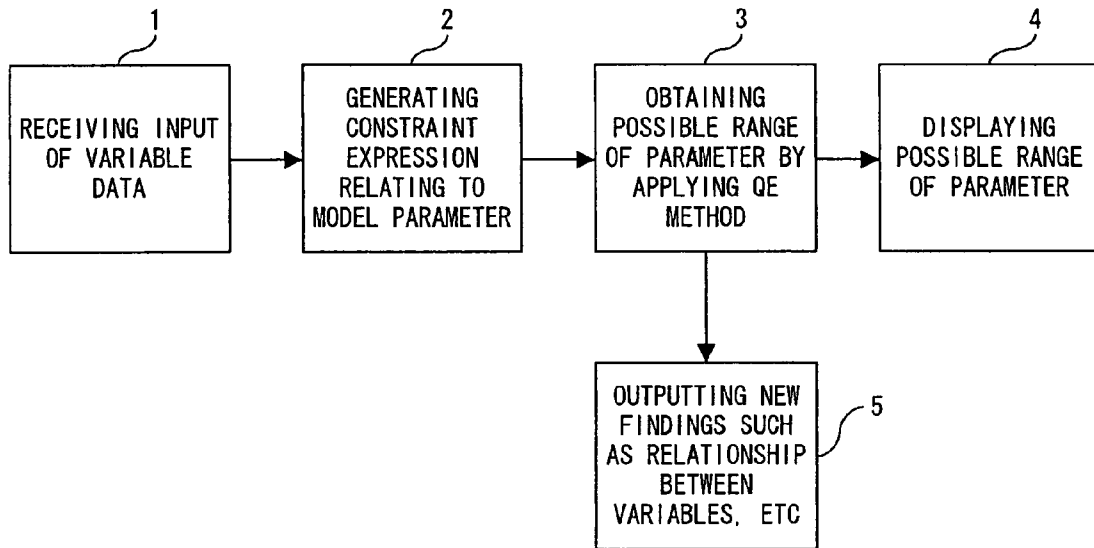 1
RECEIVING INPUT
OF VARIABLE
DATA
2
GENERATING
CONSTRAINT
EXPRESSION
RELATING TO
MODEL PARAMETER
3
OBTAINING
POSSIBLE RANGE
OF PARAMETER BY
APPLYING QE
METHOD
4
DISPLAYING
POSSIBLE RANGE
OF PARAMETER
5
OUTPUTTING NEW
FINDINGS SUCH
AS RELATIONSHIP
BETWEEN
VARIABLES, ETC